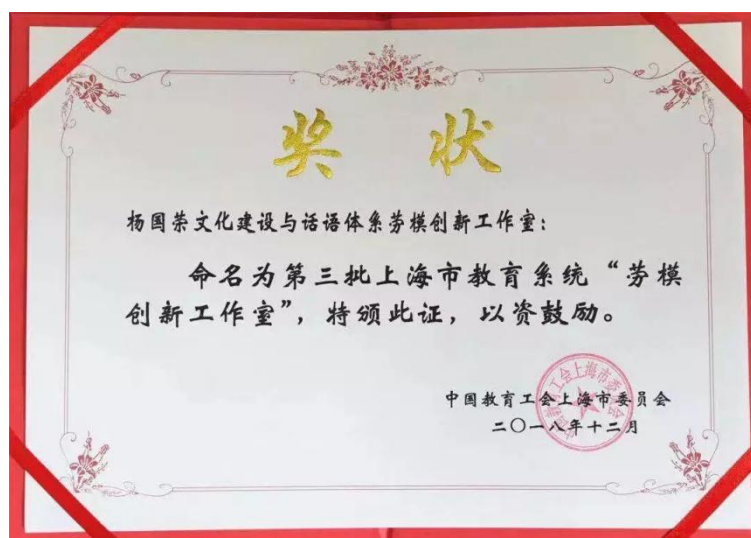 奖 状
杨国荣文化建设与话语体系劳模创新工作室：
命名为第三批上海市教育系统“劳模
创新工作室”，特颁此证，以资鼓励。
中国教育工会上海市委员会
二〇一八年十二月